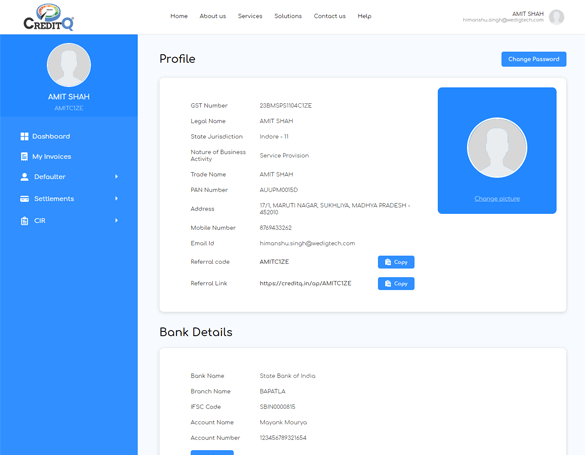 CREDITQ
Home About us Services Solutions Contact us Help
AMIT SHAH
himanshu.singh@wedigtech.com
AMIT SHAH
AMITC1ZE
Dashboard
My Invoices
Defaulter
Settlements
CIR
Profile
Change Password
GST Number 23BMSPS1104C1ZE
Legal Name AMIT SHAH
State Jurisdiction Indore - 11
Nature of Business
Activity Service Provision
Trade Name AMIT SHAH
PAN Number AUUPM0015D
Address 17/1, MARUTI NAGAR, SUKHLIYA, MADHYA PRADESH -
452010
Mobile Number 8769433262
Email Id himanshu.singh@wedigtech.com
Referral code AMITC1ZE Copy
Referral Link https://creditq.in/ap/AMITC1ZE Copy
Change picture
Bank Details
Bank Name State Bank of India
Branch Name BAPATLA
IFSC Code SBIN0000815
Account Name Mayank Mourya
Account Number 123456789321654